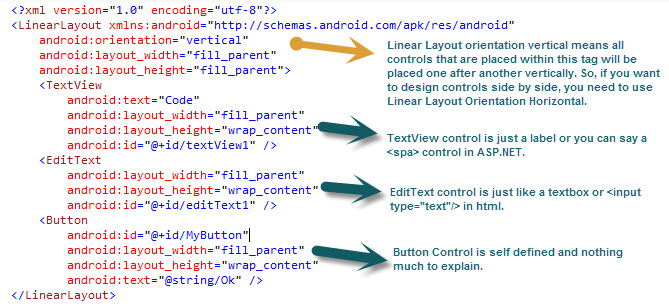 <?xml version="1.0" encoding="utf-8"?>
<LinearLayout xmlns:android="http://schemas.android.com/apk/res/android"
android:orientation="vertical"
android:layout_width="fill_parent"
android:layout_height="fill_parent">
<TextView
android:text="Code"
android:layout_width="fill_parent"
android:layout_height="wrap_content"
android:id="@+id/textView1" />
<EditText
android:layout_width="fill_parent"
android:layout_height="wrap_content"
android:id="@+id/editText1" />
<Button
android:id="@+id/MyButton"
android:layout_width="fill_parent"
android:layout_height="wrap_content"
android:text="@string/Ok" />
</LinearLayout>
Linear Layout orientation vertical means all
controls that are placed within this tag will be
placed one after another vertically. So, if you want
to design controls side by side, you need to use
Linear Layout Orientation Horizontal.
TextView control is just a label or you can say a
<spa> control in ASP.NET.
EditText control is just like a textbox or <input
type="text"/> in html.
Button Control is self defined and nothing
much to explain.